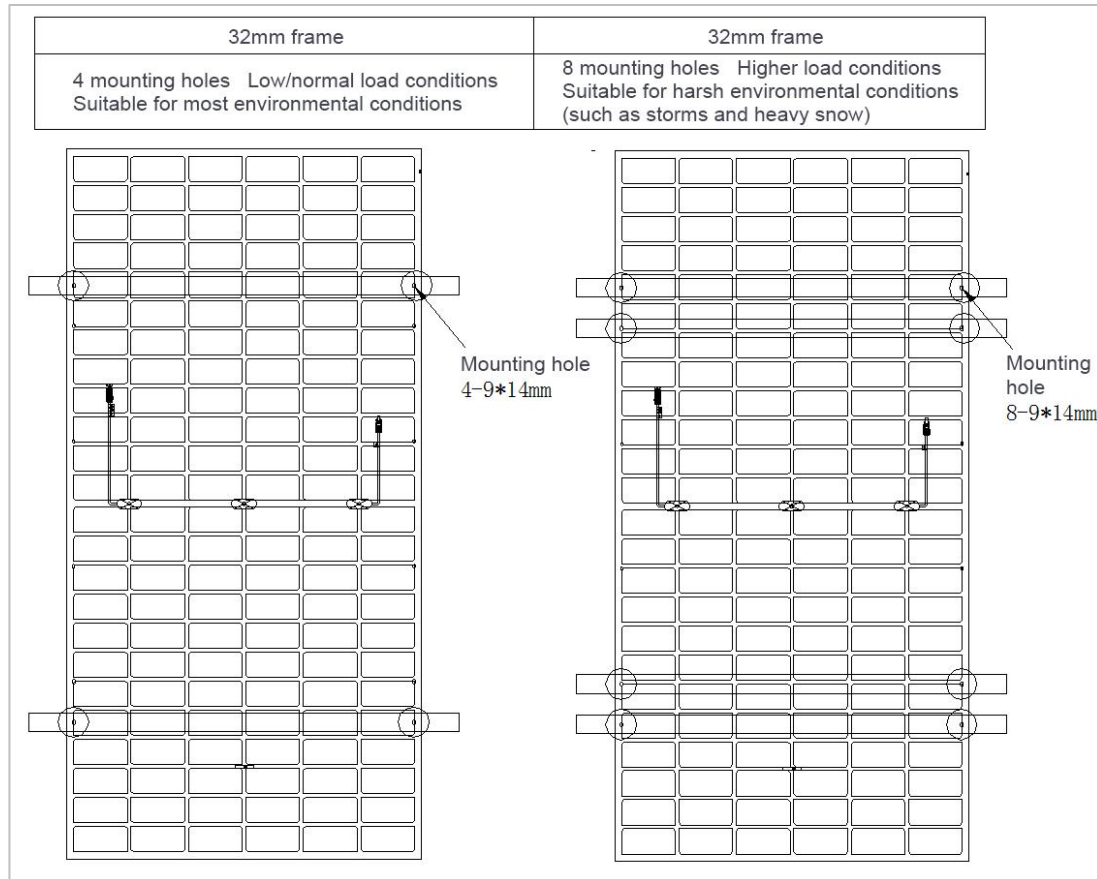 32mm frame
32mm frame
4 mounting holes Low/normal load conditions
Suitable for most environmental conditions
8 mounting holes Higher load conditions
Suitable for harsh environmental conditions
(such as storms and heavy snow)
Mounting hole
4-9*14mm
Mounting
hole
8-9*14mm